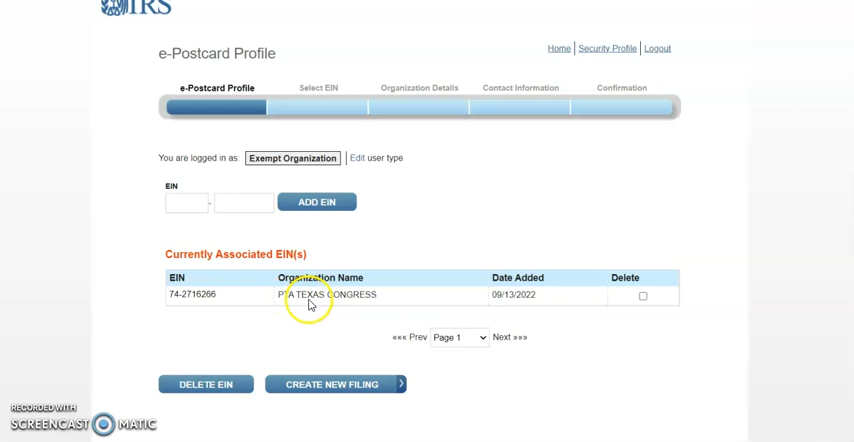 IRS
e-Postcard Profile
Home Security Profile Logout
e-Postcard Profile Select EIN Organization Details Contact Information Confirmation
You are logged in as: Exempt Organization Edit user type
EIN
- ADD EIN
Currently Associated EIN(s)
EIN Organization Name Date Added Delete
74-2716266 PTA TEXAS CONGRESS 09/13/2022
««« Prev Page 1 Next »»»
DELETE EIN CREATE NEW FILING
RECORDED WITH
SCREENCAST MATIC